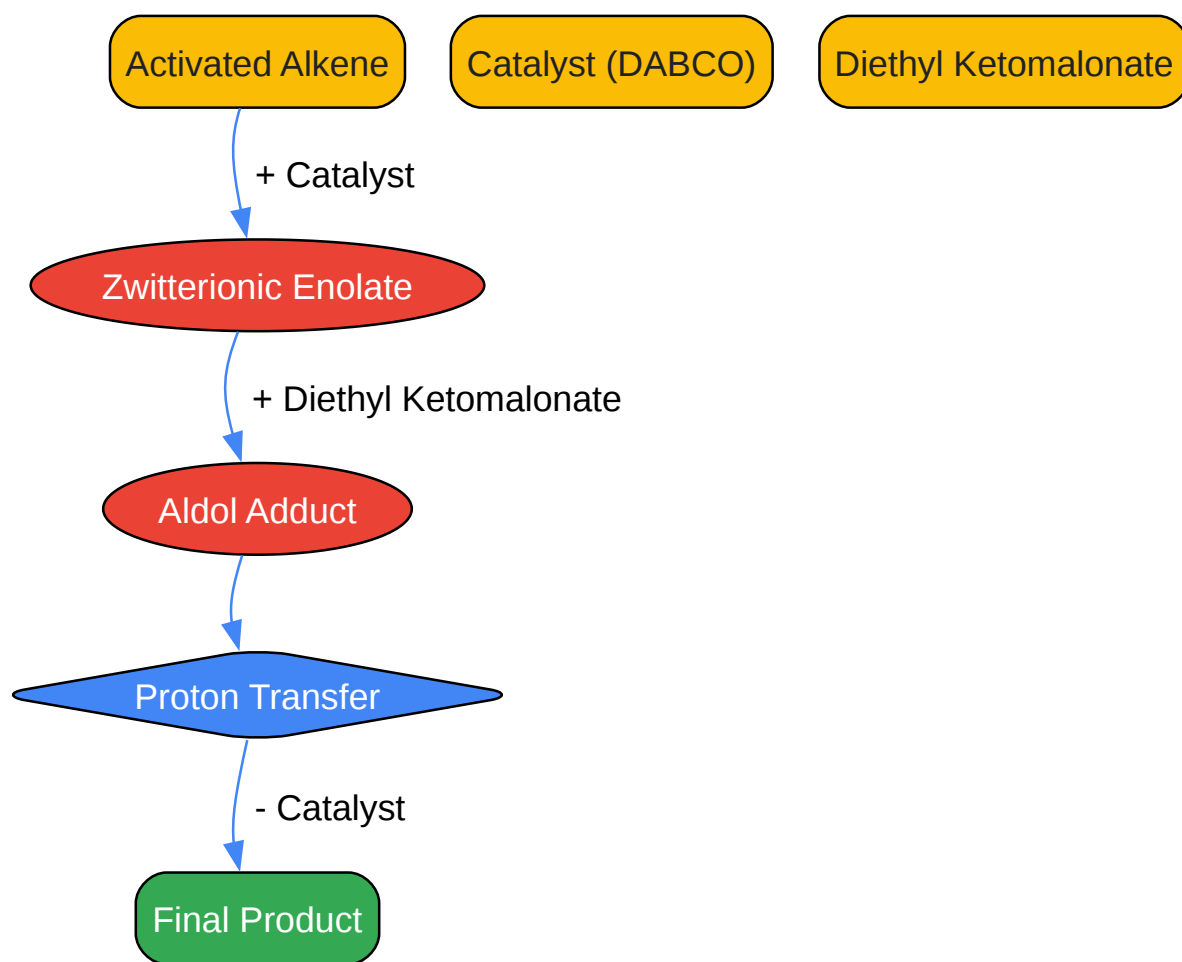 Activated Alkene
Catalyst (DABCO)
Diethyl Ketomalonate
+ Catalyst
Zwitterionic Enolate
+ Diethyl Ketomalonate
Aldol Adduct
Proton Transfer
- Catalyst
Final Product